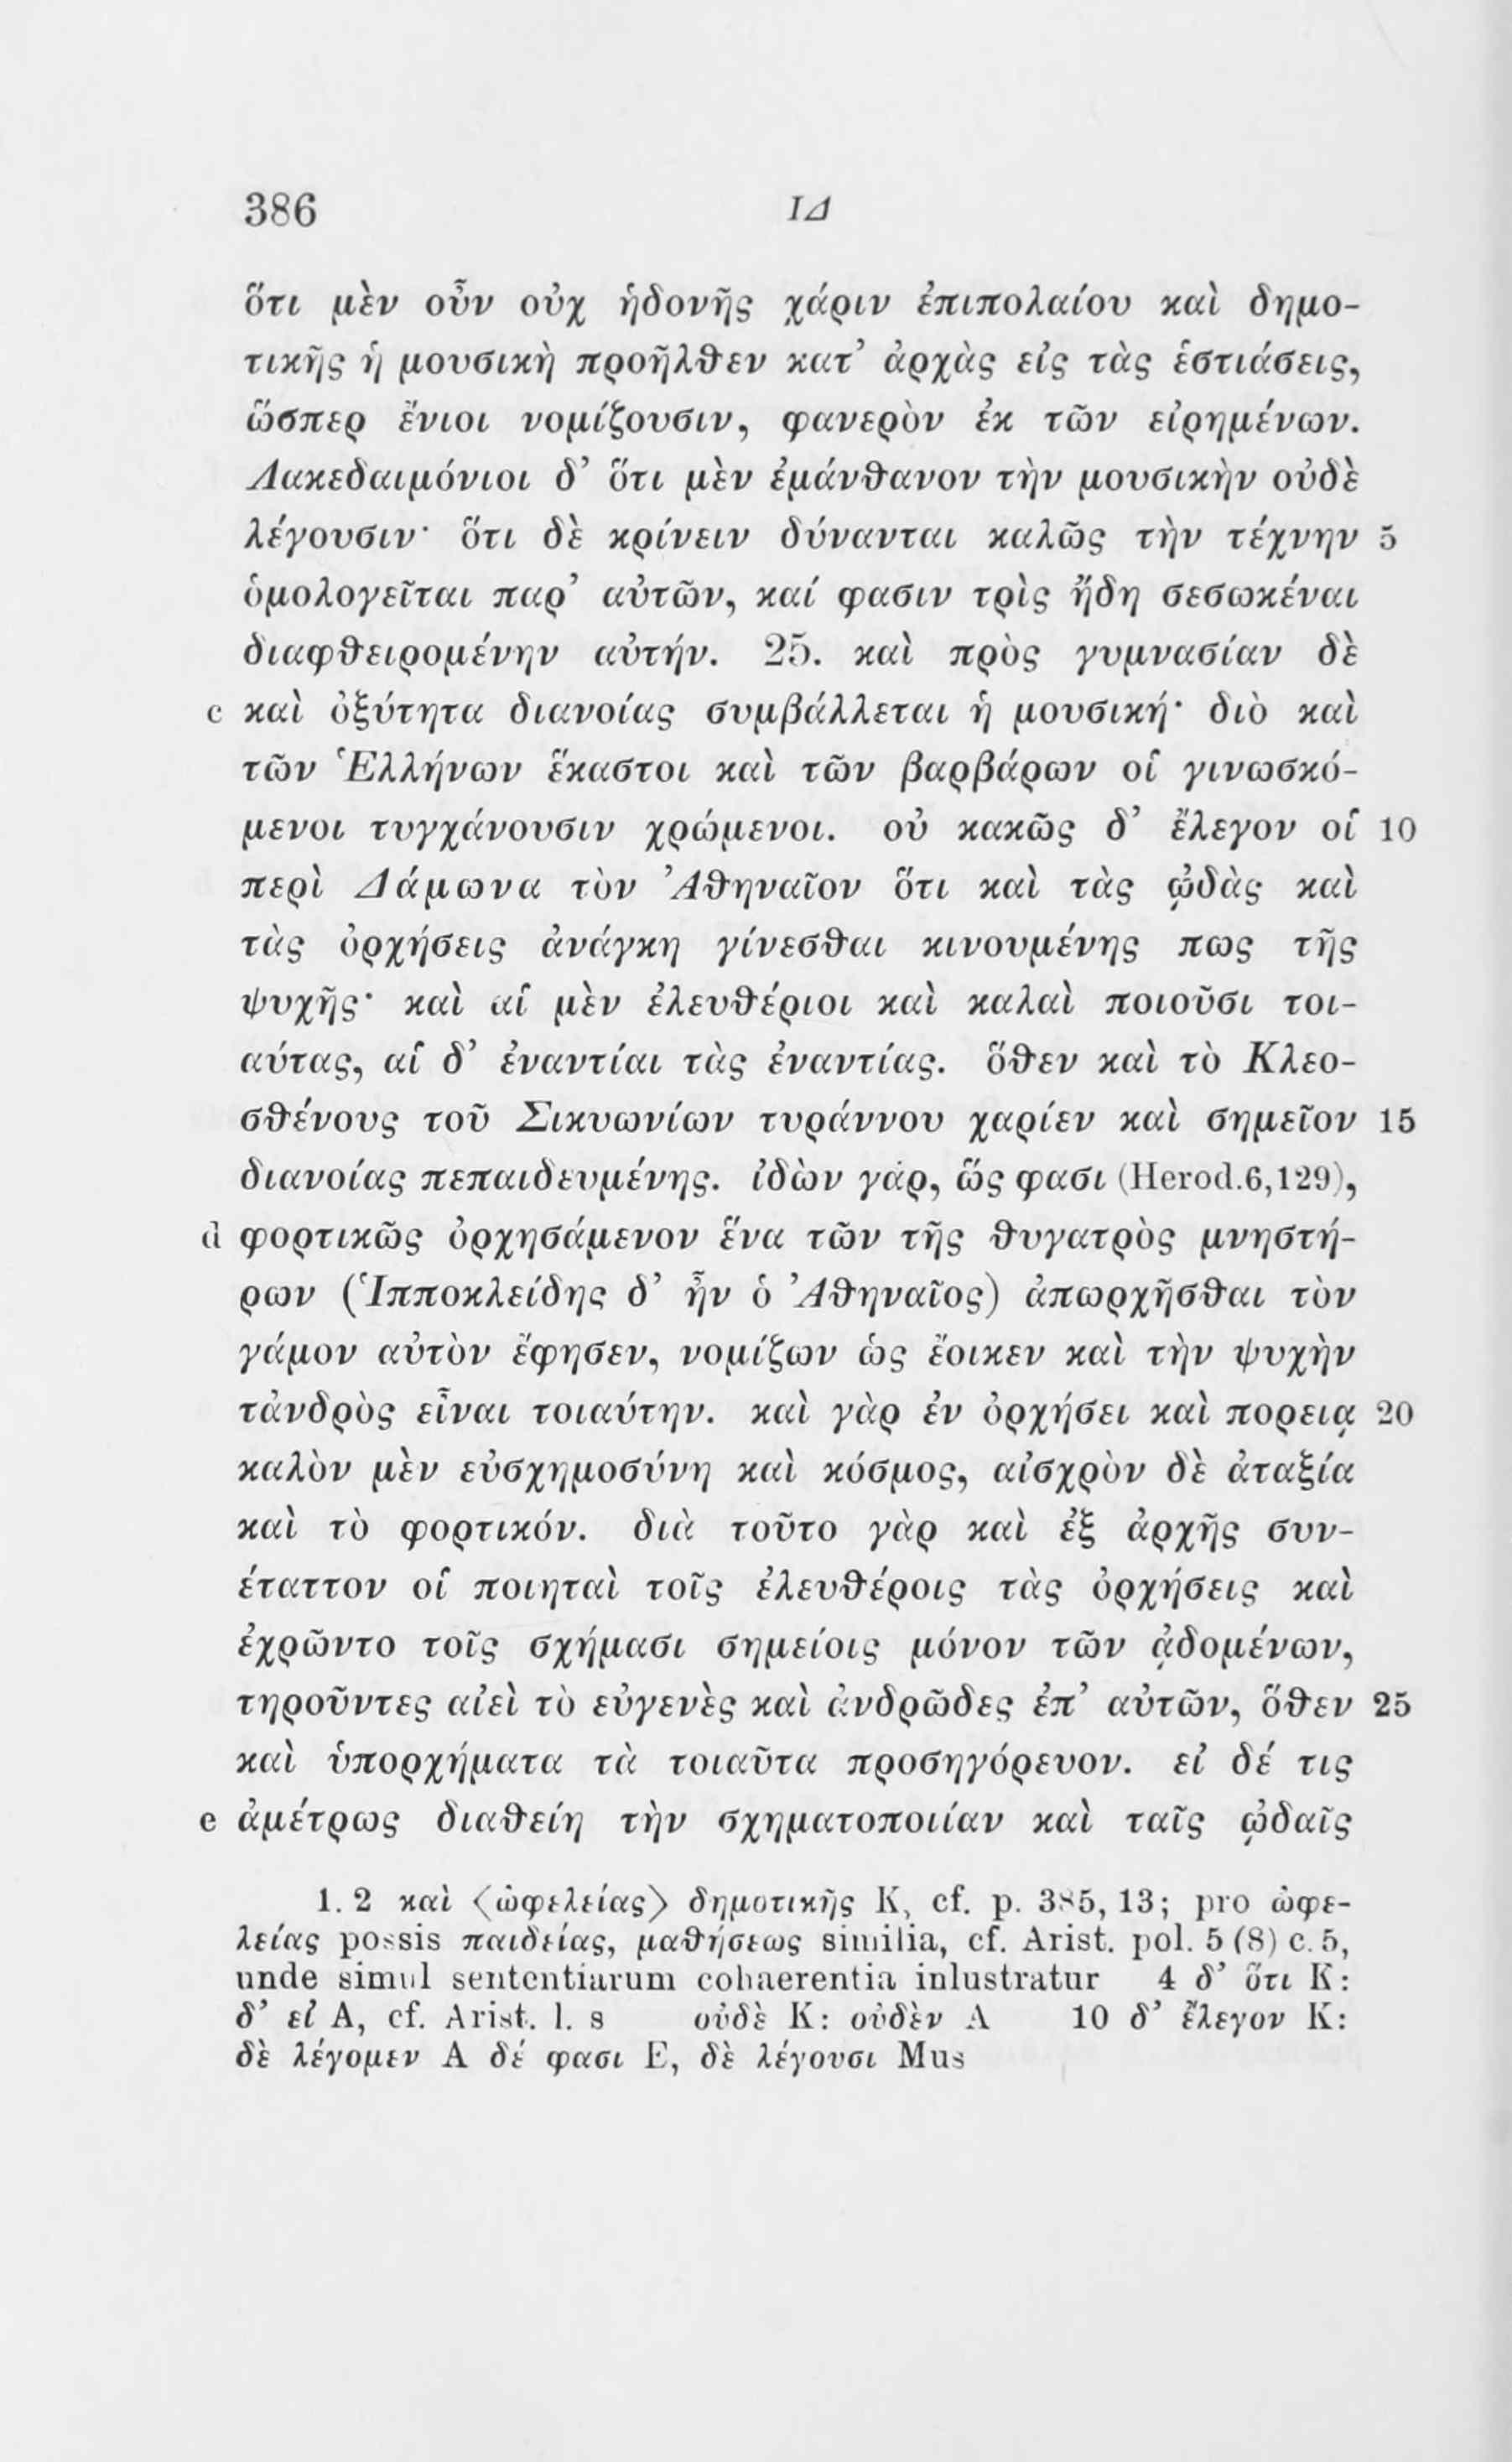 386 ΙΔ
ὅτι μὲν οὖν οὐχ ἡδονῆς χάριν ἐπιπολαίου καὶ δημο-
τικῆς ἡ μουσικὴ προῆλθεν κατ’ ἀρχὰς εἰς τὰς ἑστιάσεις,
ὥσπερ ἔνιοι νομίζουσιν, φανερὸν ἐκ τῶν εἰρημένων.
Λακεδαιμόνιοι δ’ ὅτι μὲν ἐμάνθανον τὴν μουσικὴν οὐδὲ
λέγουσιν· ὅτι δὲ κρίνειν δύνανται καλῶς τὴν τέχνην 5
ὁμολογεῖται παρ’ αὐτῶν, καί φασιν τρὶς ἤδη σεσωκέναι
διαφθειρομένην αὐτήν. 25. καὶ πρὸς γυμνασίαν δὲ
c καὶ ὀξύτητα διανοίας συμβάλλεται ἡ μουσική· διὸ καὶ
τῶν Ἑλλήνων ἕκαστοι καὶ τῶν βαρβάρων οἱ γινωσκό-
μενοι τυγχάνουσιν χρώμενοι. οὐ κακῶς δ’ ἔλεγον οἱ 10
περὶ Δάμωνα τὸν Ἀθηναῖον ὅτι καὶ τὰς ᾠδὰς καὶ
τὰς ὀρχήσεις ἀνάγκη γίνεσθαι κινουμένης πως τῆς
ψυχῆς· καὶ αἱ μὲν ἐλευθέριοι καὶ καλαὶ ποιοῦσι τοι-
αύτας, αἱ δ’ ἐναντίαι τὰς ἐναντίας. ὅθεν καὶ τὸ Κλεο-
σθένους τοῦ Σικυωνίων τυράννου χαρίεν καὶ σημεῖον 15
διανοίας πεπαιδευμένης. ἰδὼν γάρ, ὥς φασι (Herod.6,129),
d φορτικῶς ὀρχησάμενον ἕνα τῶν τῆς θυγατρὸς μνηστή-
ρων (Ἱπποκλείδης δ’ ἦν ὁ Ἀθηναῖος) ἀπωρχῆσθαι τὸν
γάμον αὐτὸν ἔφησεν, νομίζων ὡς ἔοικεν καὶ τὴν ψυχὴν
τἀνδρὸς εἶναι τοιαύτην. καὶ γὰρ ἐν ὀρχήσει καὶ πορείᾳ 20
καλὸν μὲν εὐσχημοσύνη καὶ κόσμος, αἰσχρὸν δὲ ἀταξία
καὶ τὸ φορτικόν. διὰ τοῦτο γὰρ καὶ ἐξ ἀρχῆς συν-
έταττον οἱ ποιηταὶ τοῖς ἐλευθέροις τὰς ὀρχήσεις καὶ
ἐχρῶντο τοῖς σχήμασι σημείοις μόνον τῶν ᾀδομένων,
τηροῦντες αἰεὶ τὸ εὐγενὲς καὶ ἀνδρῶδες ἐπ’ αὐτῶν, ὅθεν 25
καὶ ὑπορχήματα τὰ τοιαῦτα προσηγόρευον. εἰ δέ τις
e ἀμέτρως διαθείη τὴν σχηματοποιίαν καὶ ταῖς ᾠδαῖς
1. 2 καὶ 〈ὠφελείας〉 δημοτικῆς K, cf. p. 385, 13; pro ὠφε-
λείας possis παιδείας, μαθήσεως similia, cf. Arist. pol. 5 (8) c. 5,
unde simul sententiarum cohaerentia inlustratur 4 δ’ ὅτι K:
δ’ εἰ A, cf. Arist. l. s οὐδὲ K: οὐδὲν A 10 δ’ ἔλεγον K:
δὲ λέγομεν A δέ φασι E, δὲ λέγουσι Mus